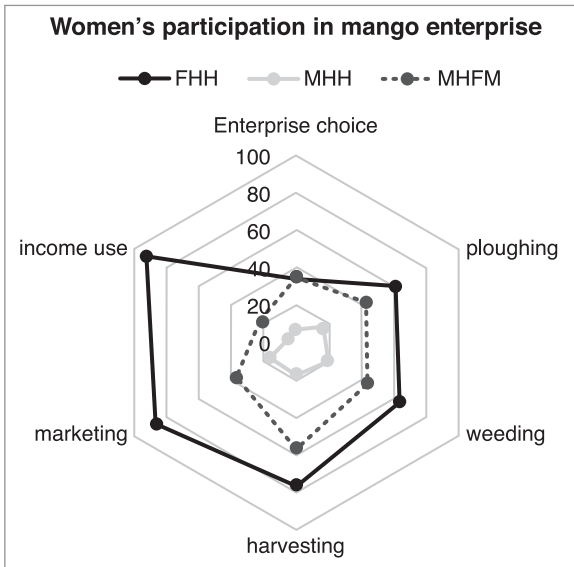 Women’s participation in mango enterprise
FHH MHH MHFM
Enterprise choice
100
80
60
40
20
0
income use
ploughing
marketing
weeding
harvesting